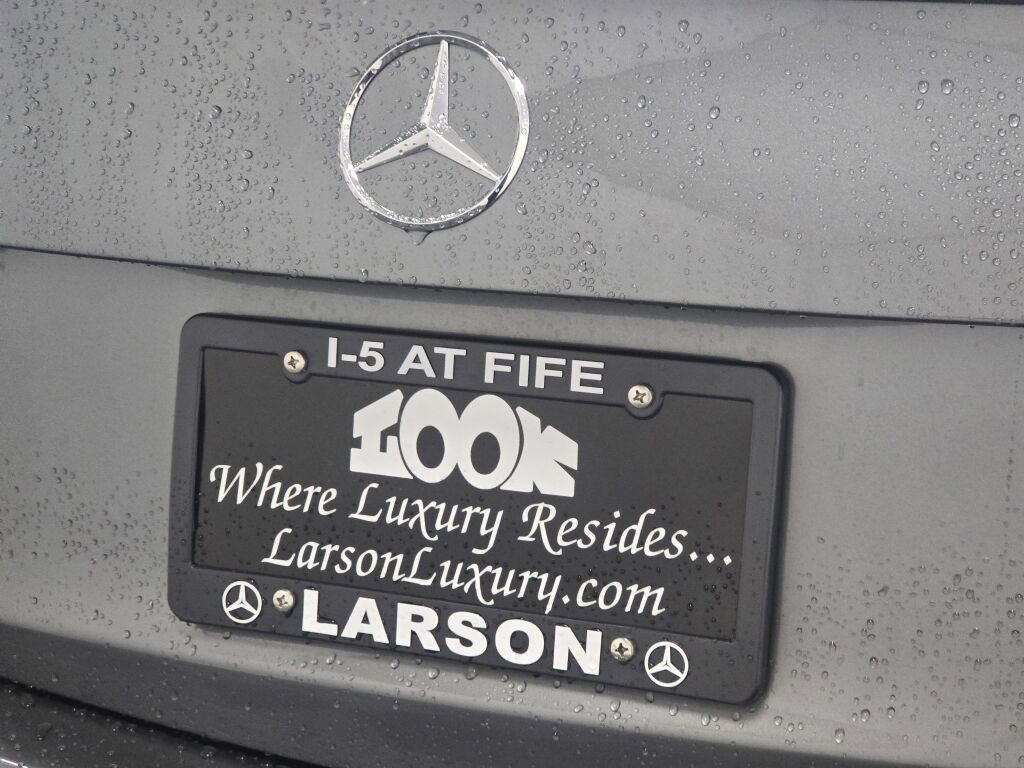 I-5 AT FIFE
LOOK
Where Luxury Resides...
LarsonLuxury.com
LARSON